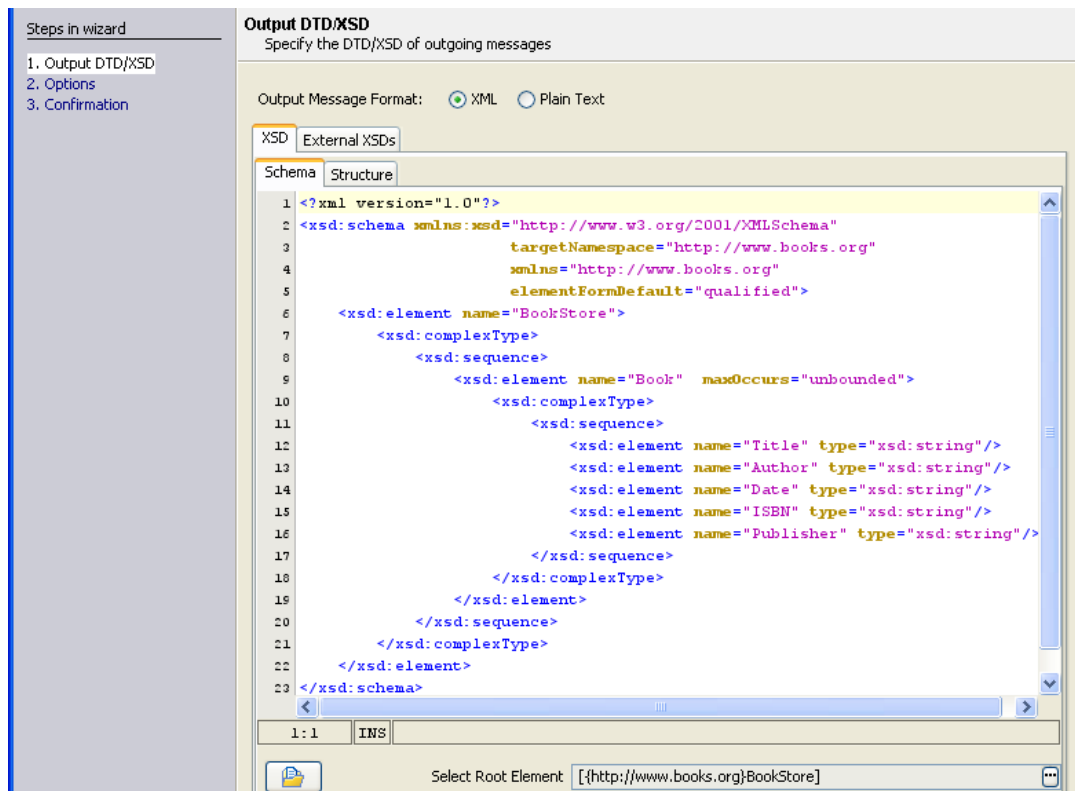 Steps in wizard
1. Output DTD/XSD
2. Options
3. Confirmation
Output DTD/XSD
Specify the DTD/XSD of outgoing messages
Output Message Format: XML Plain Text
XSD External XSDs
Schema Structure
1 <?xml version="1.0"?>
2 <xsd:schema xmlns:xsd="http://www.w3.org/2001/XMLSchema"
3 targetNamespace="http://www.books.org"
4 xmlns="http://www.books.org"
5 elementFormDefault="qualified">
6 <xsd:element name="BookStore">
7 <xsd:complexType>
8 <xsd:sequence>
9 <xsd:element name="Book" maxOccurs="unbounded">
10 <xsd:complexType>
11 <xsd:sequence>
12 <xsd:element name="Title" type="xsd:string"/>
13 <xsd:element name="Author" type="xsd:string"/>
14 <xsd:element name="Date" type="xsd:string"/>
15 <xsd:element name="ISBN" type="xsd:string"/>
16 <xsd:element name="Publisher" type="xsd:string"/>
17 </xsd:sequence>
18 </xsd:complexType>
19 </xsd:element>
20 </xsd:sequence>
21 </xsd:complexType>
22 </xsd:element>
23 </xsd:schema>
1:1 INS
Select Root Element [{http://www.books.org}BookStore]